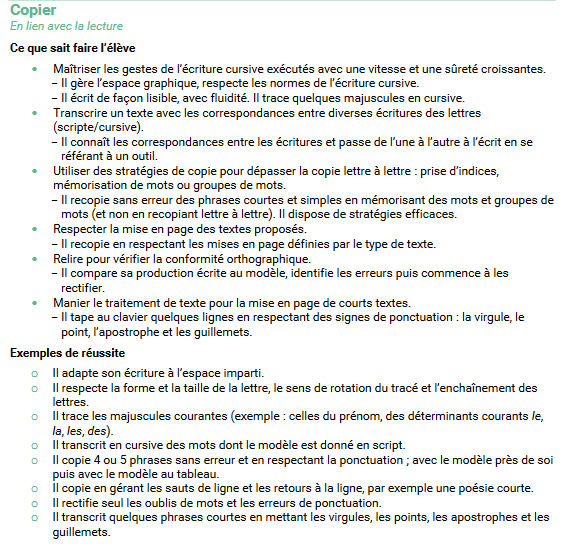 Copier
En lien avec la lecture
Ce que sait faire l'élève
• Maîtriser les gestes de l'écriture cursive exécutés avec une vitesse et une sûreté croissantes.
– Il gère l'espace graphique, respecte les normes de l'écriture cursive.
– Il écrit de façon lisible, avec fluidité. Il trace quelques majuscules en cursive.
• Transcrire un texte avec les correspondances entre diverses écritures des lettres
(scripte/cursive).
– Il connaît les correspondances entre les écritures et passe de l'une à l'autre à l'écrit en se
référant à un outil.
• Utiliser des stratégies de copie pour dépasser la copie lettre à lettre : prise d'indices,
mémorisation de mots ou groupes de mots.
– Il recopie sans erreur des phrases courtes et simples en mémorisant des mots et groupes de
mots (et non en recopiant lettre à lettre). Il dispose de stratégies efficaces.
• Respecter la mise en page des textes proposés.
– Il recopie en respectant les mises en page définies par le type de texte.
• Relire pour vérifier la conformité orthographique.
– Il compare sa production écrite au modèle, identifie les erreurs puis commence à les
rectifier.
• Manier le traitement de texte pour la mise en page de courts textes.
– Il tape au clavier quelques lignes en respectant des signes de ponctuation : la virgule, le
point, l'apostrophe et les guillemets.
Exemples de réussite
o Il adapte son écriture à l'espace imparti.
o Il respecte la forme et la taille de la lettre, le sens de rotation du tracé et l'enchaînement des
lettres.
o Il trace les majuscules courantes (exemple : celles du prénom, des déterminants courants le,
la, les, des).
o Il transcrit en cursive des mots dont le modèle est donné en script.
o Il copie 4 ou 5 phrases sans erreur et en respectant la ponctuation ; avec le modèle près de soi
puis avec le modèle au tableau.
o Il copie en gérant les sauts de ligne et les retours à la ligne, par exemple une poésie courte.
o Il rectifie seul les oublis de mots et les erreurs de ponctuation.
o Il transcrit quelques phrases courtes en mettant les virgules, les points, les apostrophes et les
guillemets.